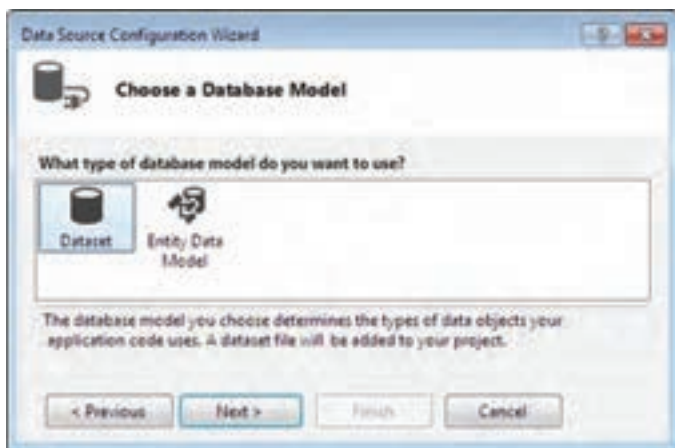 Data Source Configuration Wizard
Choose a Database Model
What type of database model do you want to use?
Dataset
Entity Data
Model
The database model you choose determines the types of data objects your
application code uses. A dataset file will be added to your project.
< Previous
Next >
Finish
Cancel